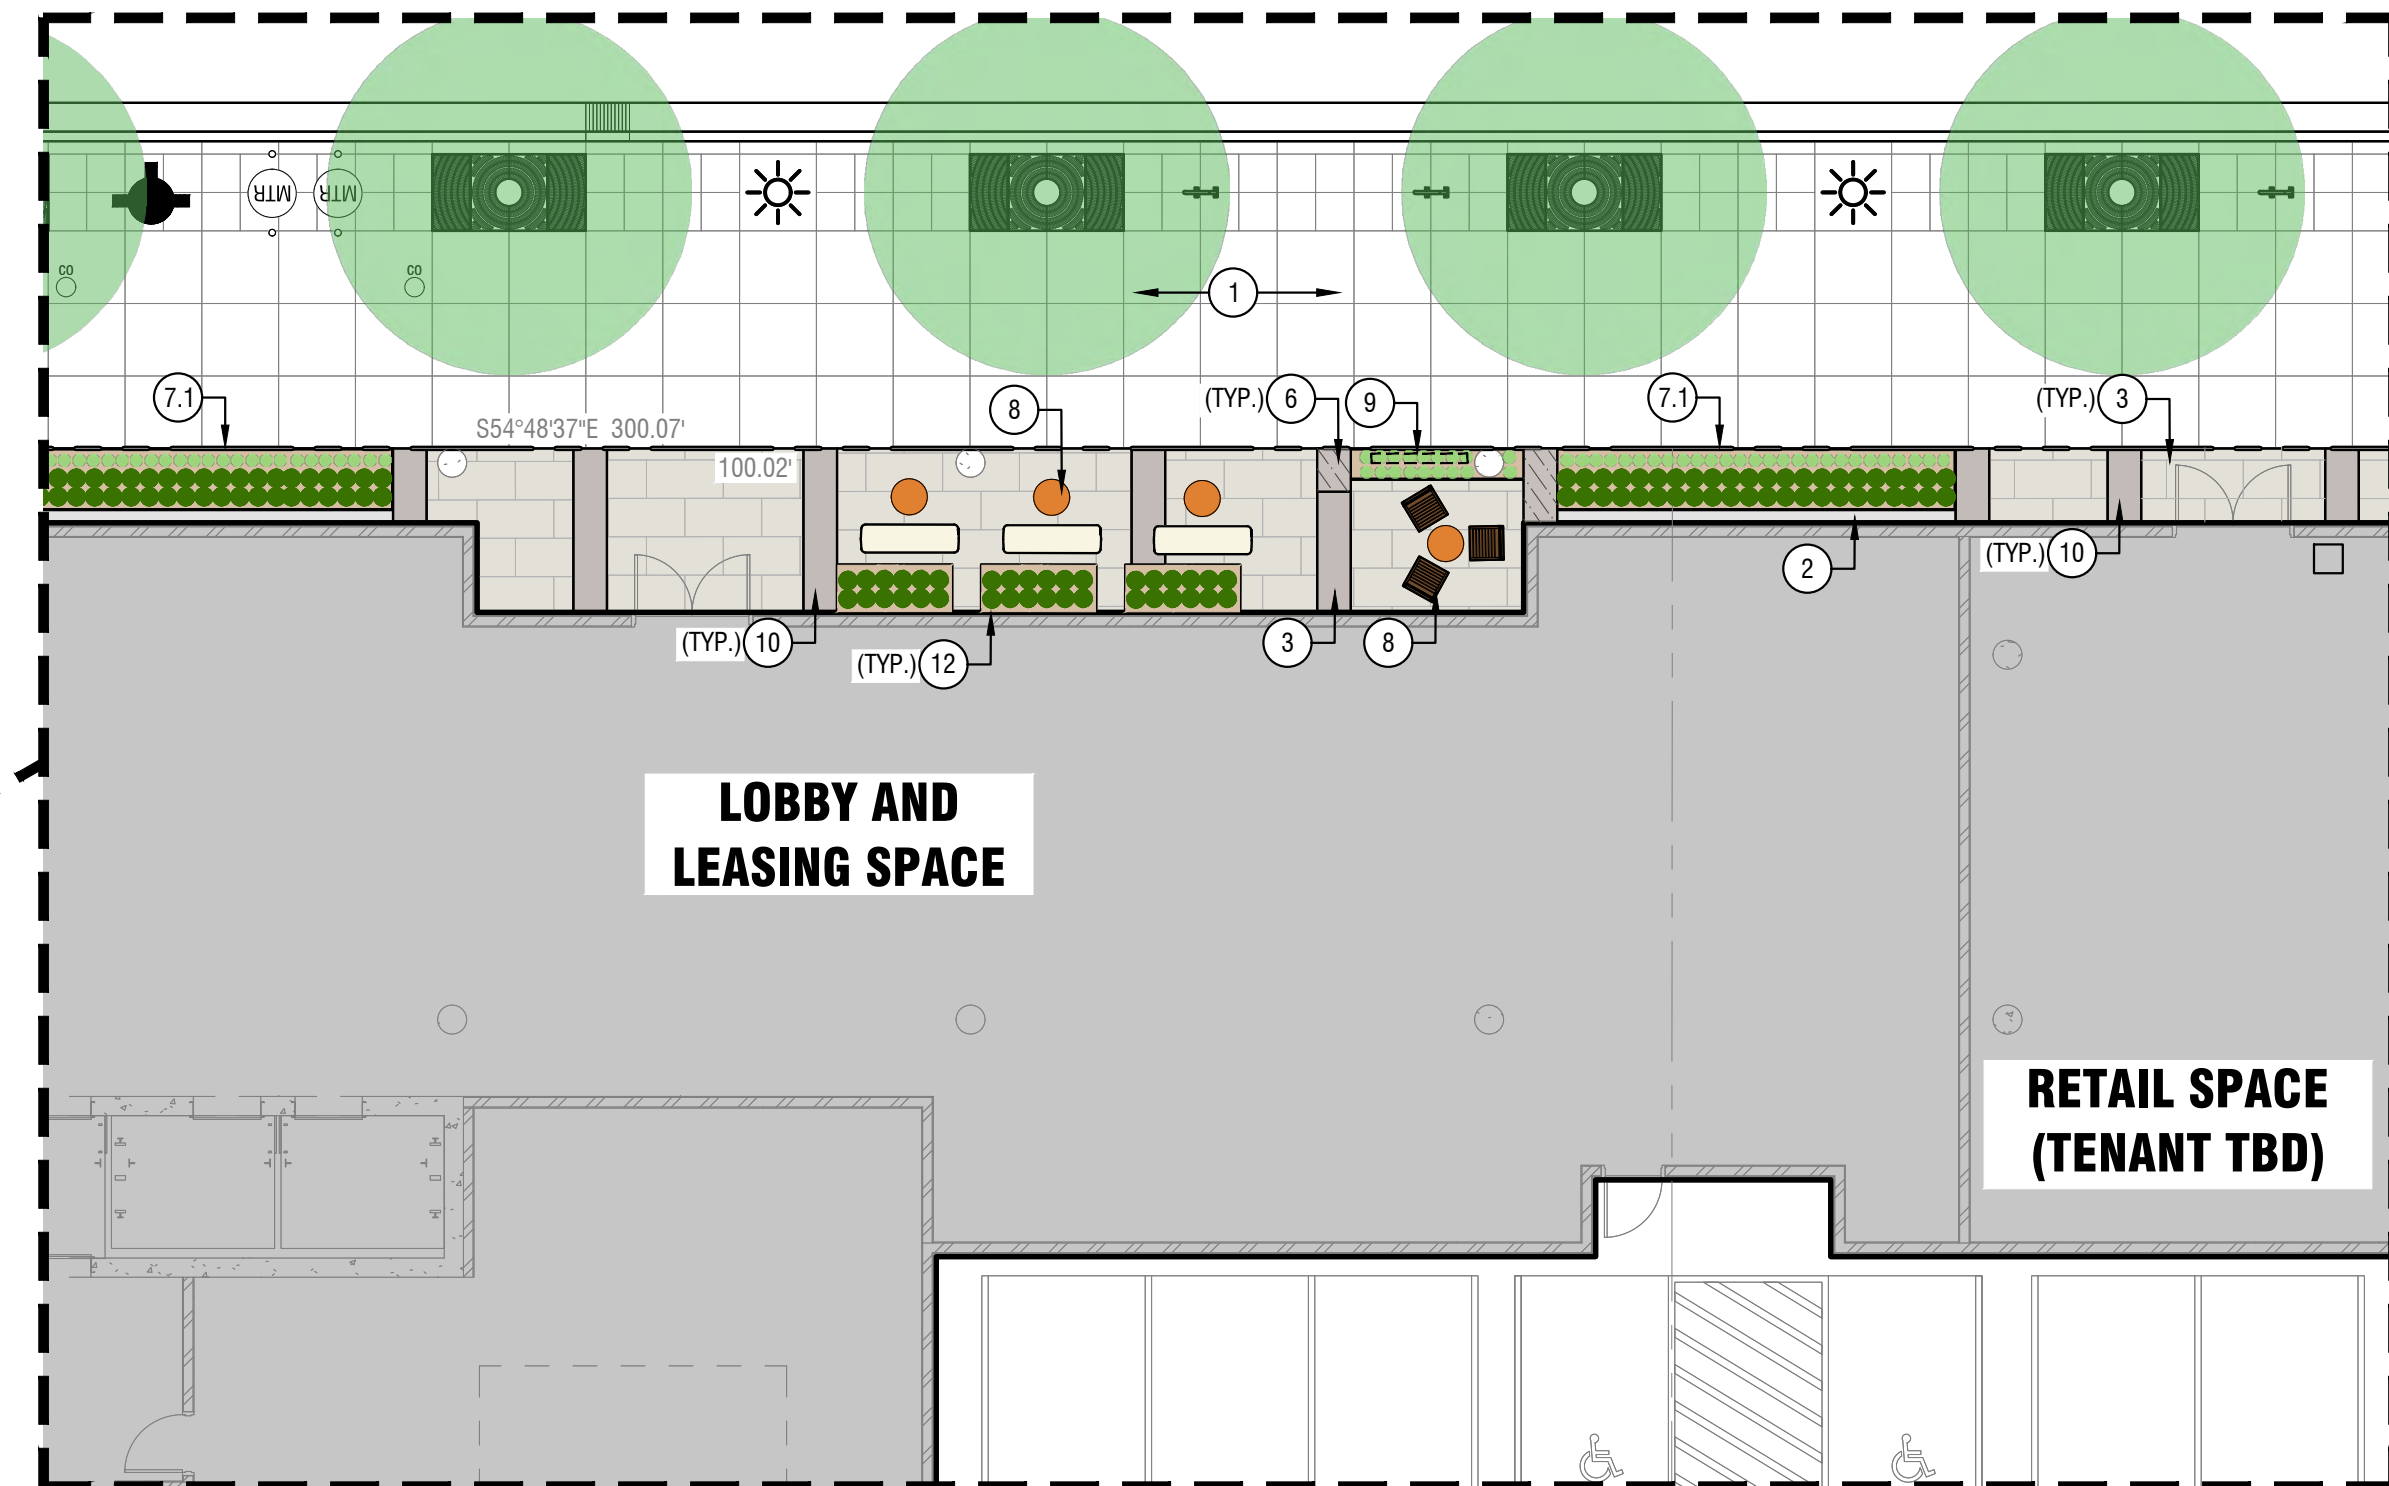 MTR
MTR
CO
CO
1
7.1
8
(TYP.) 6
9
7.1
(TYP.) 3
S54°48'37"E 300.07'
100.02'
(TYP.) 10
(TYP.) 12
3
8
2
(TYP.) 10
LOBBY AND
LEASING SPACE
RETAIL SPACE
(TENANT TBD)